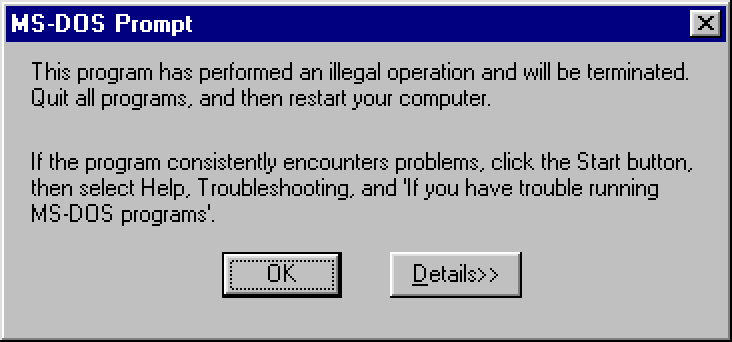 MS-DOS Prompt
This program has performed an illegal operation and will be terminated.
Quit all programs, and then restart your computer.
If the program consistently encounters problems, click the Start button,
then select Help, Troubleshooting, and 'If you have trouble running
MS-DOS programs'.
OK
Details>>